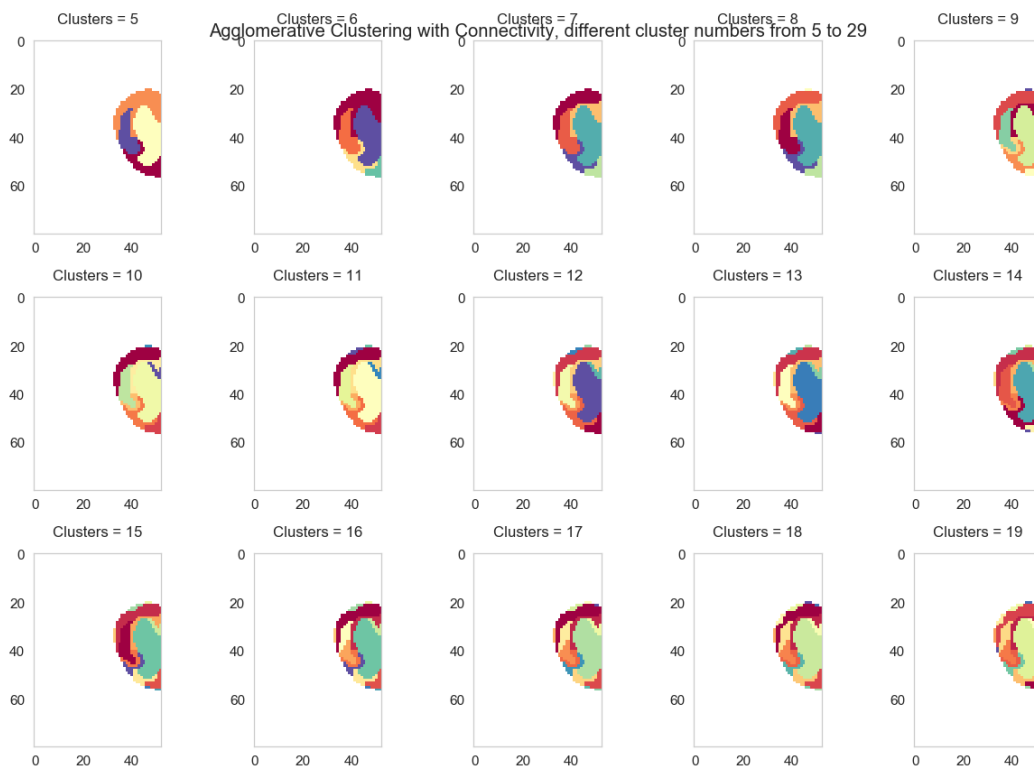 Clusters = 5 Clusters = 6 Clusters = 7 Clusters = 8 Clusters = 9
Agglomerative Clustering with Connectivity, different cluster numbers from 5 to 29
0 0 0 0 0
20 20 20 20 20
40 40 40 40 40
60 60 60 60 60
0 20 40 0 20 40 0 20 40 0 20 40 0 20 40
Clusters = 10 Clusters = 11 Clusters = 12 Clusters = 13 Clusters = 14
0 0 0 0 0
20 20 20 20 20
40 40 40 40 40
60 60 60 60 60
0 20 40 0 20 40 0 20 40 0 20 40 0 20 40
Clusters = 15 Clusters = 16 Clusters = 17 Clusters = 18 Clusters = 19
0 0 0 0 0
20 20 20 20 20
40 40 40 40 40
60 60 60 60 60
0 20 40 0 20 40 0 20 40 0 20 40 0 20 40